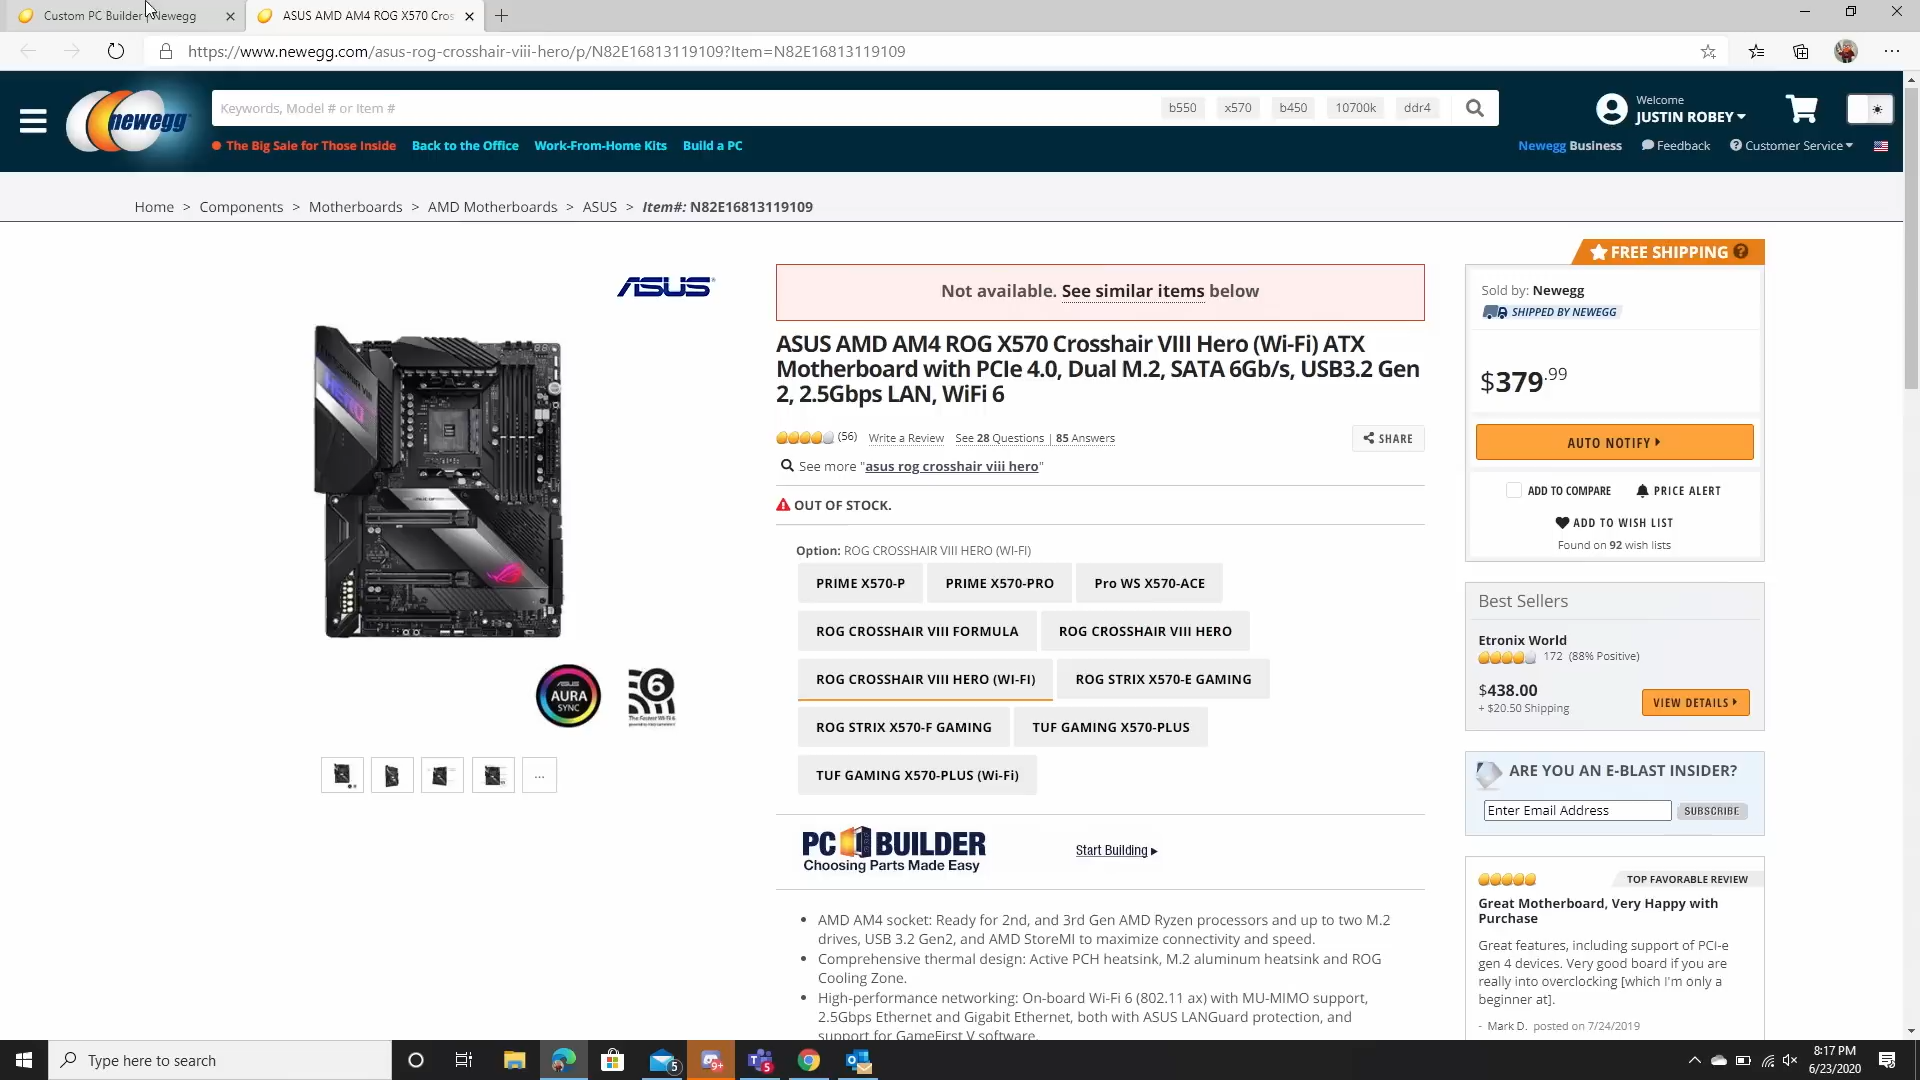 Custom PC Builder | Newegg
ASUS AMD AM4 ROG X570 Cros
https://www.newegg.com/asus-rog-crosshair-viii-hero/p/N82E16813119109?Item=N82E16813119109
newegg
Keywords, Model # or Item #
b550
x570
b450
10700k
ddr4
Welcome
JUSTIN ROBEY
The Big Sale for Those Inside
Back to the Office
Work-From-Home Kits
Build a PC
Newegg Business
Feedback
Customer Service
Home > Components > Motherboards > AMD Motherboards > ASUS > Item#: N82E16813119109
FREE SHIPPING
ASUS
Not available. See similar items below
Sold by: Newegg
SHIPPED BY NEWEGG
ASUS AMD AM4 ROG X570 Crosshair VIII Hero (Wi-Fi) ATX
Motherboard with PCIe 4.0, Dual M.2, SATA 6Gb/s, USB3.2 Gen
2, 2.5Gbps LAN, WiFi 6
$379.99
(56) Write a Review See 28 Questions | 85 Answers
SHARE
AUTO NOTIFY
See more "asus rog crosshair viii hero"
ADD TO COMPARE
PRICE ALERT
OUT OF STOCK.
ADD TO WISH LIST
Found on 92 wish lists
Option: ROG CROSSHAIR VIII HERO (WI-FI)
PRIME X570-P
PRIME X570-PRO
Pro WS X570-ACE
ROG CROSSHAIR VIII FORMULA
ROG CROSSHAIR VIII HERO
ROG CROSSHAIR VIII HERO (WI-FI)
ROG STRIX X570-E GAMING
ROG STRIX X570-F GAMING
TUF GAMING X570-PLUS
TUF GAMING X570-PLUS (Wi-Fi)
Best Sellers
Etronix World
172 (88% Positive)
$438.00
+ $20.50 Shipping
VIEW DETAILS
ASUS
AURA
SYNC
6
...
ARE YOU AN E-BLAST INSIDER?
Enter Email Address
SUBSCRIBE
PC BUILDER
Choosing Parts Made Easy
Start Building
TOP FAVORABLE REVIEW
Great Motherboard, Very Happy with
Purchase
Great features, including support of PCI-e
gen 4 devices. Very good board if you are
really into overclocking [which I'm only a
beginner at].
- Mark D. posted on 7/24/2019
• AMD AM4 socket: Ready for 2nd, and 3rd Gen AMD Ryzen processors and up to two M.2
drives, USB 3.2 Gen2, and AMD StoreMI to maximize connectivity and speed.
• Comprehensive thermal design: Active PCH heatsink, M.2 aluminum heatsink and ROG
Cooling Zone.
• High-performance networking: On-board Wi-Fi 6 (802.11 ax) with MU-MIMO support,
2.5Gbps Ethernet and Gigabit Ethernet, both with ASUS LANGuard protection, and
support for GameFirst V software.
Type here to search
5
9+
5
8:17 PM
6/23/2020